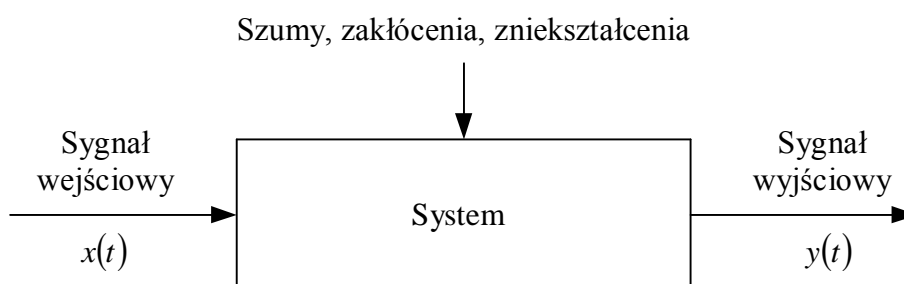 Szumy, zakłócenia, zniekształcenia
Sygnał
wejściowy
x(t)
System
Sygnał
wyjściowy
y(t)